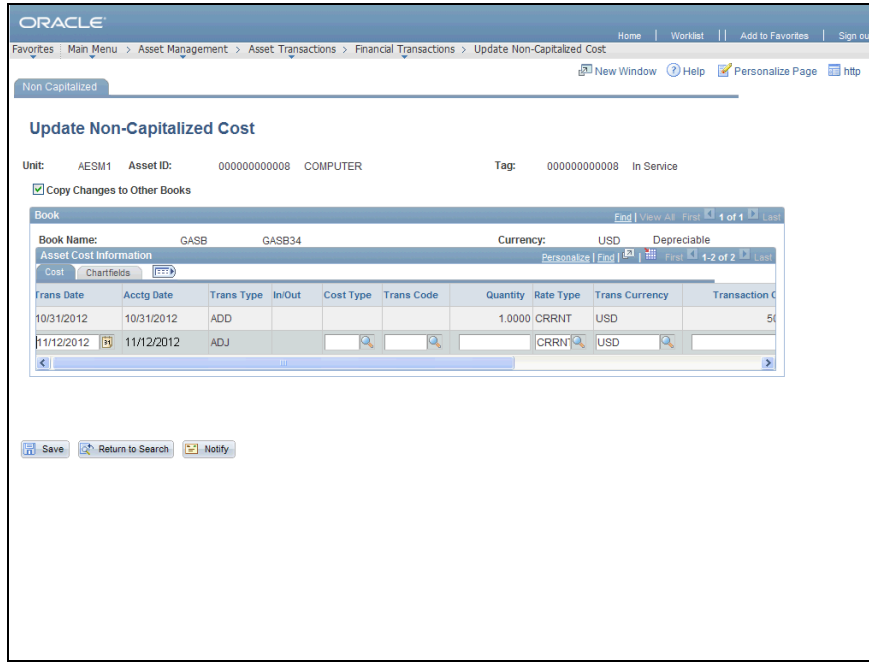 ORACLE
Home | Worklist | | Add to Favorites | Sign ou
Favorites | Main Menu > Asset Management > Asset Transactions > Financial Transactions > Update Non-Capitalized Cost
New Window Help Personalize Page http
Non Capitalized
Update Non-Capitalized Cost
Unit: AESM1 Asset ID: 000000000008 COMPUTER Tag: 000000000008 In Service
Copy Changes to Other Books
Book Find | View All First 1 of 1 Last
Book Name: GASB GASB34 Currency: USD Depreciable
Asset Cost Information Personalize | Find | | First 1-2 of 2 Last
Cost Chartfields
Trans Date Acctg Date Trans Type In/Out Cost Type Trans Code Quantity Rate Type Trans Currency Transaction C
10/31/2012 10/31/2012 ADD 1.0000 CRRNT USD 50
11/12/2012 31 11/12/2012 ADJ CRRNT USD
Save Return to Search Notify